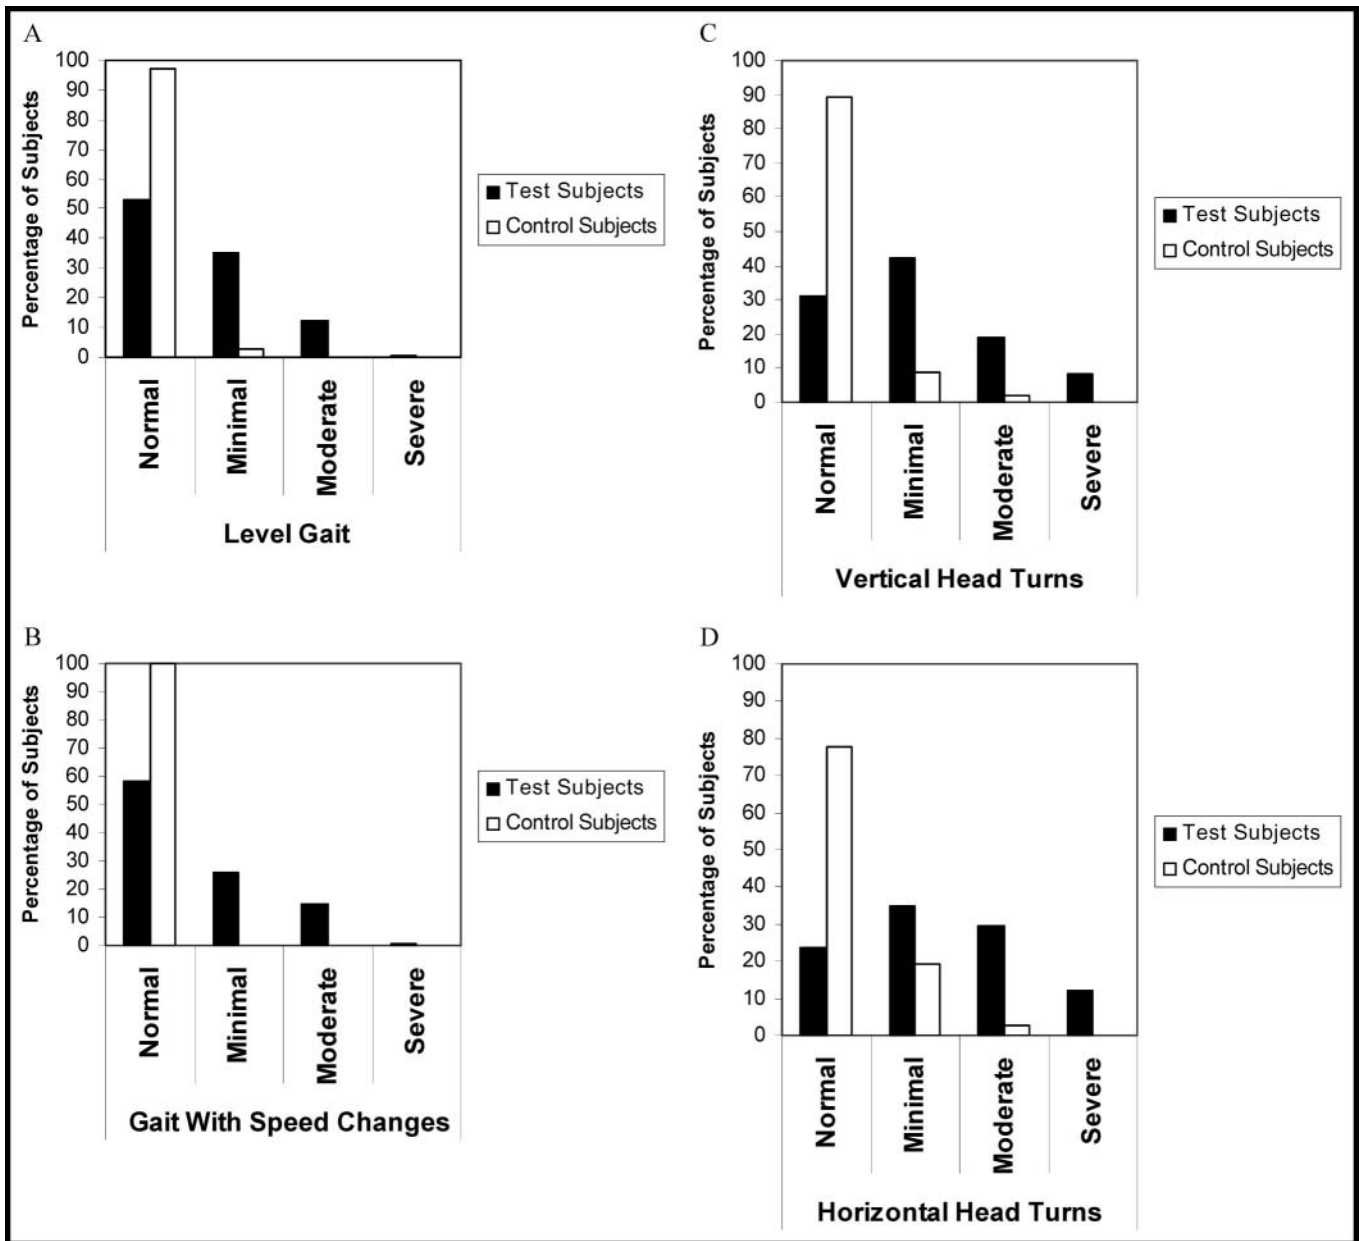 A
Percentage of Subjects
100
90
80
70
60
50
40
30
20
10
0
Normal
Minimal
Moderate
Severe
Level Gait
Test Subjects
Control Subjects
C
Percentage of Subjects
100
90
80
70
60
50
40
30
20
10
0
Normal
Minimal
Moderate
Severe
Vertical Head Turns
Test Subjects
Control Subjects
B
Percentage of Subjects
100
90
80
70
60
50
40
30
20
10
0
Normal
Minimal
Moderate
Severe
Gait With Speed Changes
Test Subjects
Control Subjects
D
Percentage of Subjects
100
90
80
70
60
50
40
30
20
10
0
Normal
Minimal
Moderate
Severe
Horizontal Head Turns
Test Subjects
Control Subjects